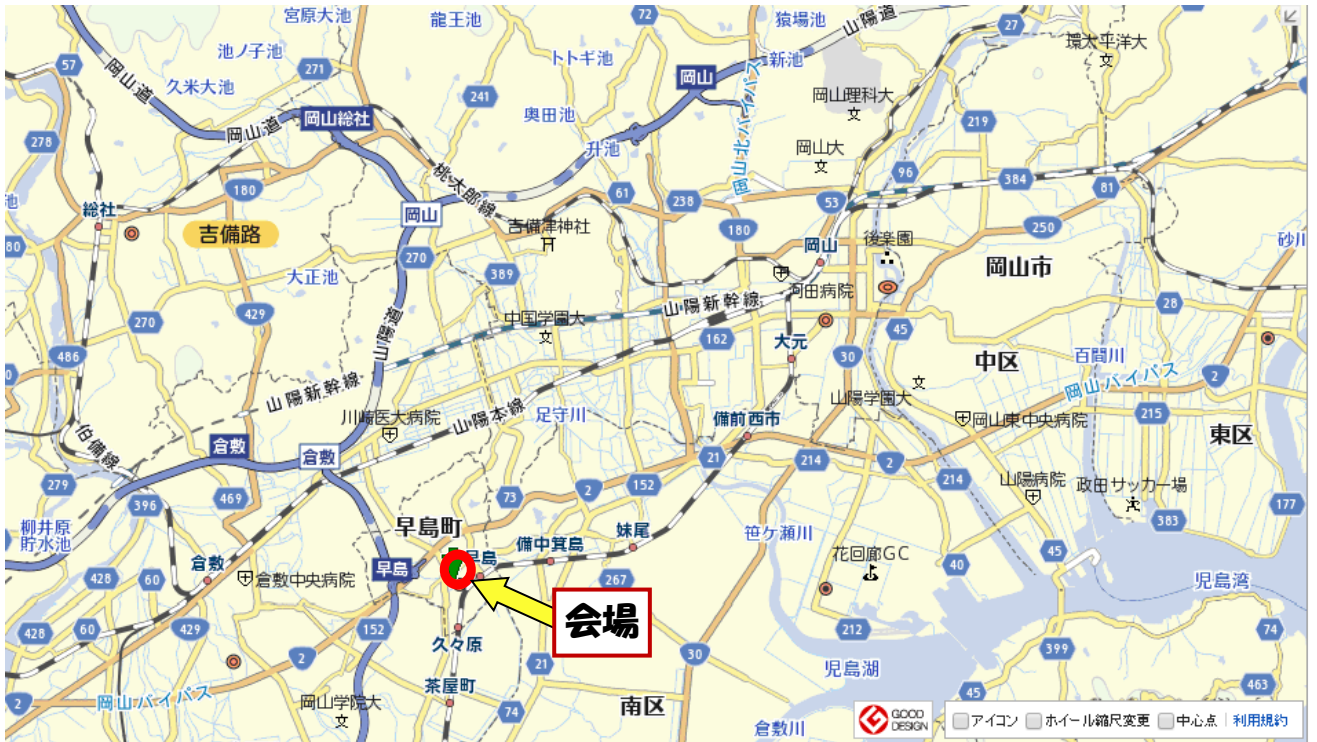 宮原大池
龍王池
72
猿場池
山陽道
27
環太平洋大
池ノ子池
57
岡山道
271
トトギ池
新池
岡山
久米大池
241
岡山総社
奥田池
岡山理科大
岡山北バイパス
219
278
岡山道
升池
岡山大
桃太郎線
96
384
81
180
61
238
53
総社
岡山
吉備津神社
180
250
吉備路
岡山
後楽園
砂川
80
270
389
岡山市
大正池
河田病院
28
429
山陽新幹線
270
中国学園大
45
162
大元
486
山陽道
30
中区
百間川
岡山バイパス
2
山陽新幹線
山陽学園大
215
川崎医大病院
山陽本線
足守川
備前西市
岡山東中央病院
東区
伯備線
倉敷
倉敷
21
214
2
279
469
396
73
2
152
214
山陽病院
政田サッカー場
177
383
柳井原
貯水池
早島町
妹尾
笹ケ瀬川
備中箕島
早島
花回廊GC
45
倉敷
早島
428
60
倉敷中央病院
267
40
児島湾
会場
428
60
429
152
久々原
212
74
399
2
21
30
児島湖
岡山バイパス
茶屋町
岡山学院大
南区
45
463
2
74
倉敷川
GOOD
DESIGN
アイコン ホイール縮尺変更 中心点 利用規約